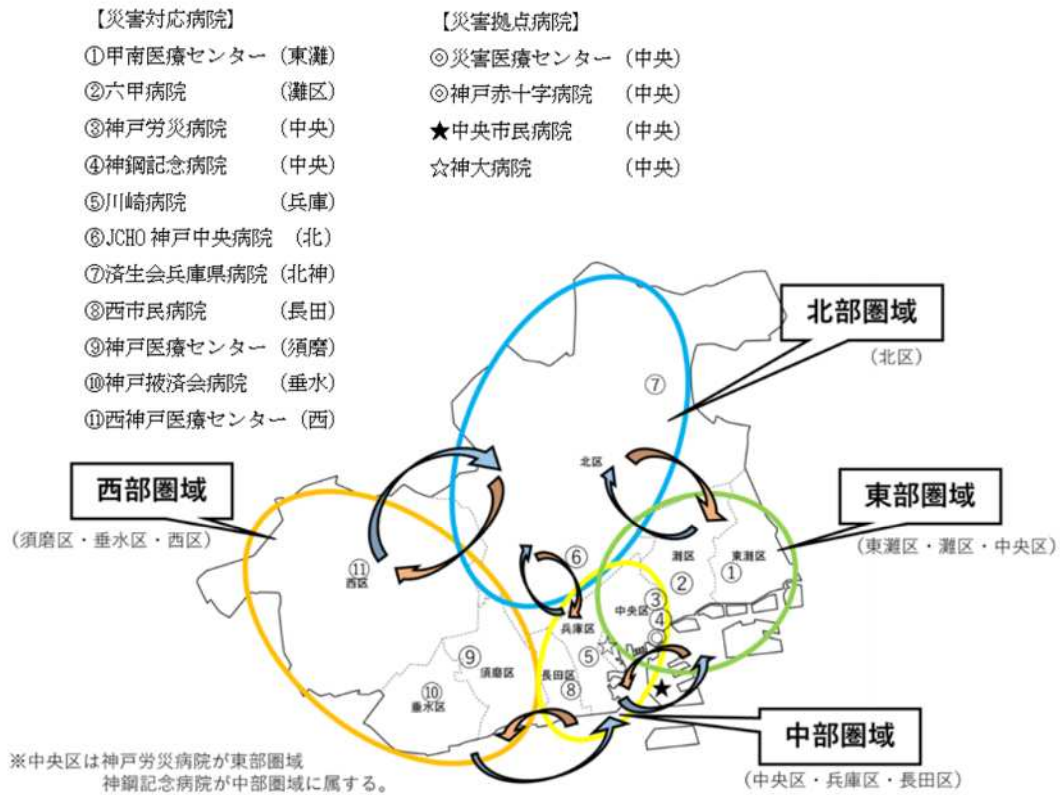 【災害対応病院】
①甲南医療センター（東灘）
②六甲病院　（灘区）
③神戸労災病院　（中央）
④神鋼記念病院　（中央）
⑤川崎病院　（兵庫）
⑥JCHO 神戸中央病院　（北）
⑦済生会兵庫県病院（北神）
⑧西市民病院　（長田）
⑨神戸医療センター（須磨）
⑩神戸掖済会病院　（垂水）
⑪西神戸医療センター（西）
【災害拠点病院】
◎災害医療センター（中央）
◎神戸赤十字病院　（中央）
★中央市民病院　（中央）
☆神大病院　（中央）
北部圏域
（北区）
⑦
北区
西部圏域
（須磨区・垂水区・西区）
東部圏域
（東灘区・灘区・中央区）
⑥
灘区
東灘区
⑪
西区
②
①
中央区
③
④
◎
兵庫区
☆
⑤
⑨
須磨区
長田区
⑧
★
⑩
垂水区
中部圏域
（中央区・兵庫区・長田区）
※中央区は神戸労災病院が東部圏域
神鋼記念病院が中部圏域に属する。